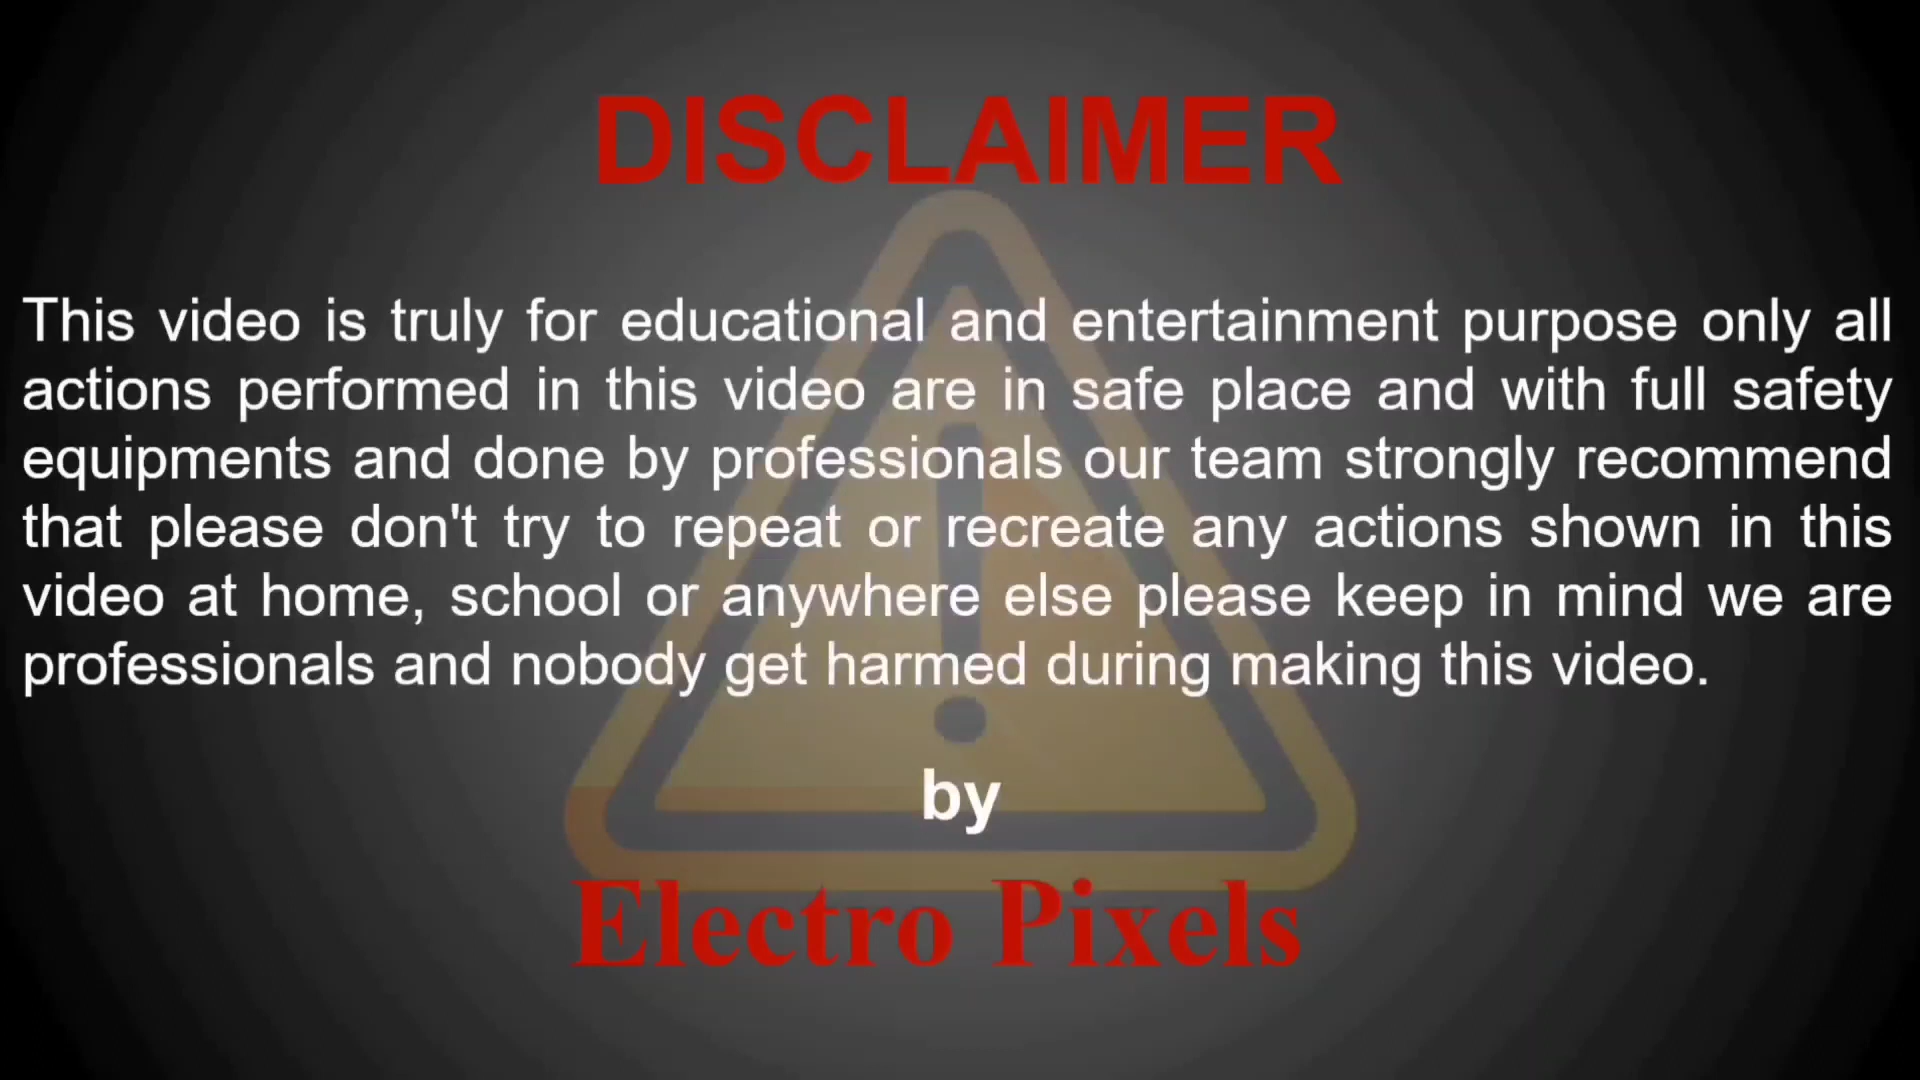 DISCLAIMER
This video is truly for educational and entertainment purpose only all
actions performed in this video are in safe place and with full safety
equipments and done by professionals our team strongly recommend
that please don't try to repeat or recreate any actions shown in this
video at home, school or anywhere else please keep in mind we are
professionals and nobody get harmed during making this video.
by
Electro Pixels